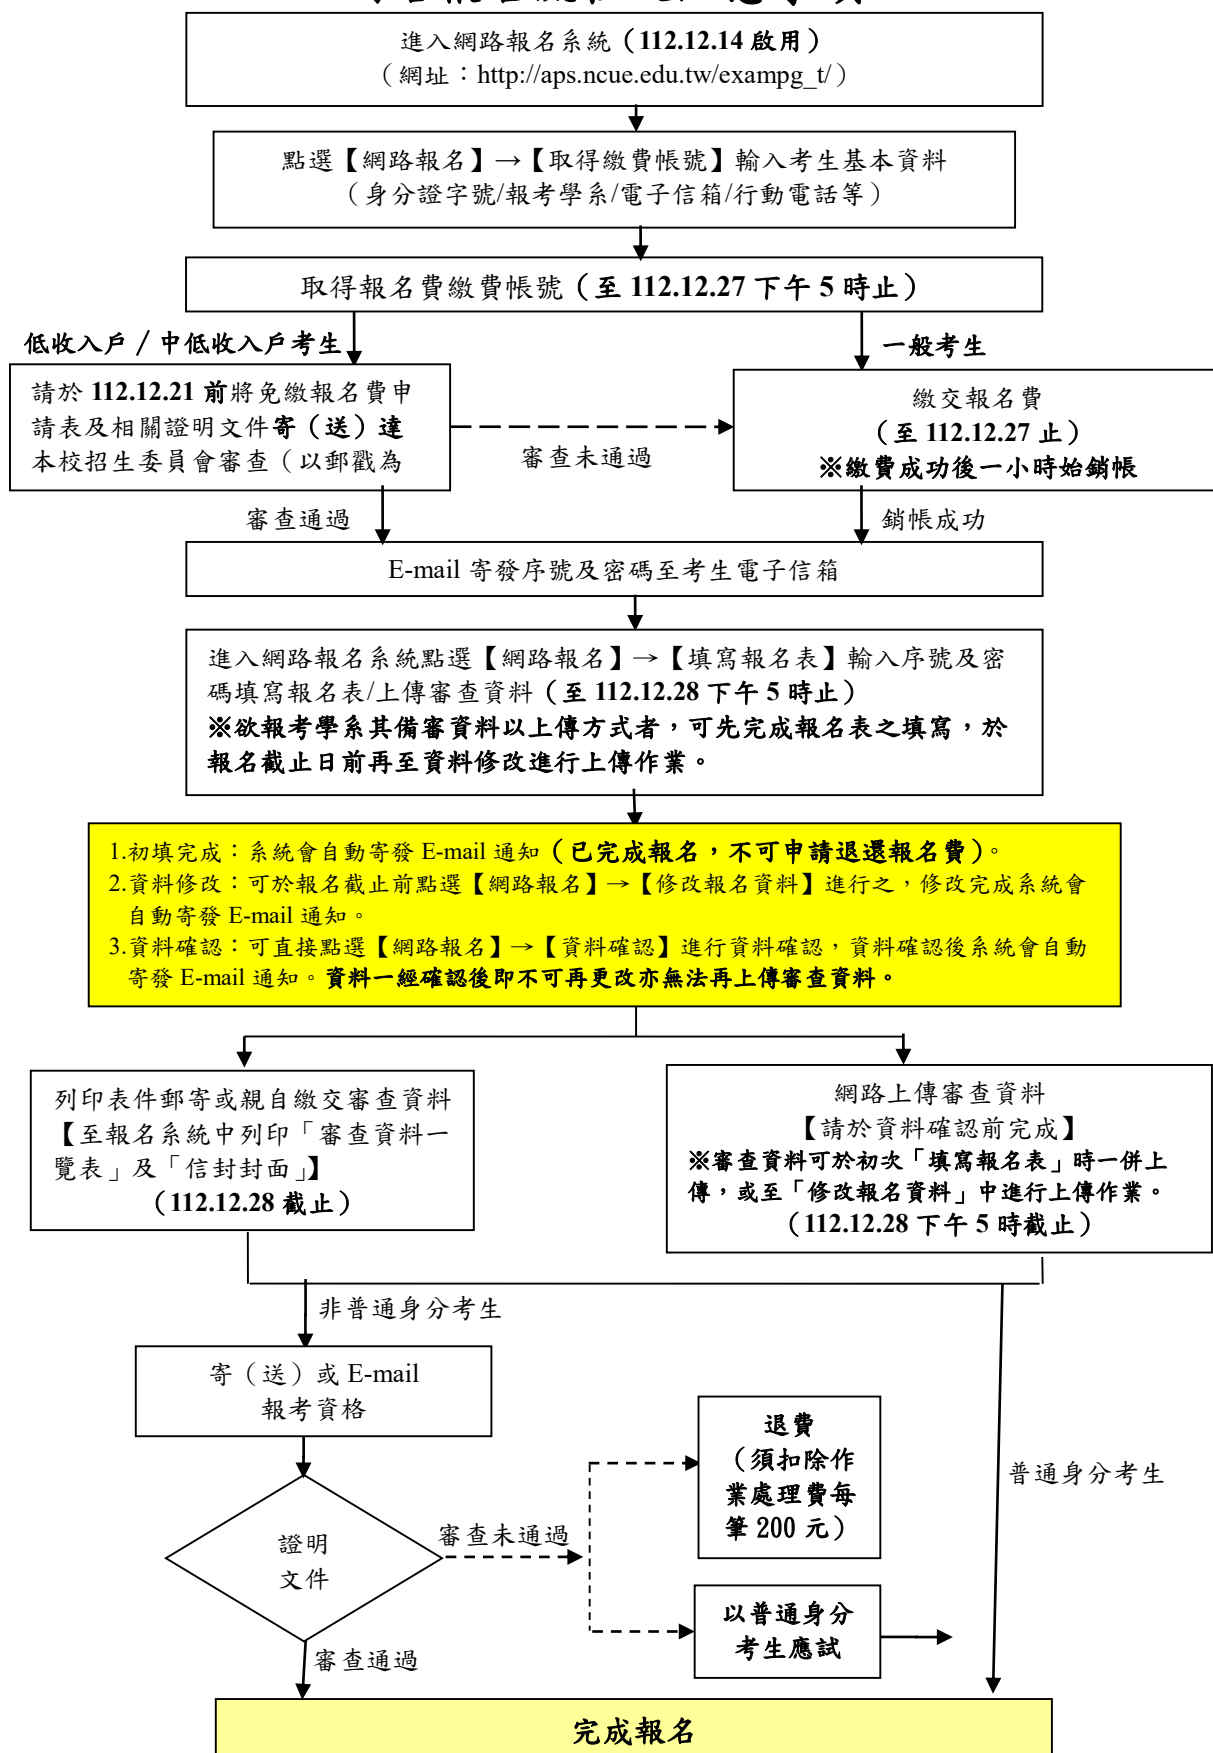 進入網路報名系統（112.12.14 啟用）
（網址：http://aps.ncue.edu.tw/exampg_t/）
點選【網路報名】→【取得繳費帳號】輸入考生基本資料
（身分證字號/報考學系/電子信箱/行動電話等）
取得報名費繳費帳號（至 112.12.27 下午 5 時止）
低收入戶／中低收入戶考生
一般考生
請於 112.12.21 前將免繳報名費申
請表及相關證明文件寄（送）達
本校招生委員會審查（以郵戳為
審查未通過
繳交報名費
（至 112.12.27 止）
※繳費成功後一小時始銷帳
審查通過
銷帳成功
E-mail 寄發序號及密碼至考生電子信箱
進入網路報名系統點選【網路報名】→【填寫報名表】輸入序號及密
碼填寫報名表/上傳審查資料（至 112.12.28 下午 5 時止）
※欲報考學系其備審資料以上傳方式者，可先完成報名表之填寫，於
報名截止日前再至資料修改進行上傳作業。
1.初填完成：系統會自動寄發 E-mail 通知（已完成報名，不可申請退還報名費）。
2.資料修改：可於報名截止前點選【網路報名】→【修改報名資料】進行之，修改完成系統會
自動寄發 E-mail 通知。
3.資料確認：可直接點選【網路報名】→【資料確認】進行資料確認，資料確認後系統會自動
寄發 E-mail 通知。資料一經確認後即不可再更改亦無法再上傳審查資料。
列印表件郵寄或親自繳交審查資料
【至報名系統中列印「審查資料一
覽表」及「信封封面」】
（112.12.28 截止）
網路上傳審查資料
【請於資料確認前完成】
※審查資料可於初次「填寫報名表」時一併上
傳，或至「修改報名資料」中進行上傳作業。
（112.12.28 下午 5 時截止）
非普通身分考生
寄（送）或 E-mail
報考資格
退費
（須扣除作
業處理費每
筆 200 元）
普通身分考生
證明
文件
審查未通過
以普通身分
考生應試
審查通過
完成報名